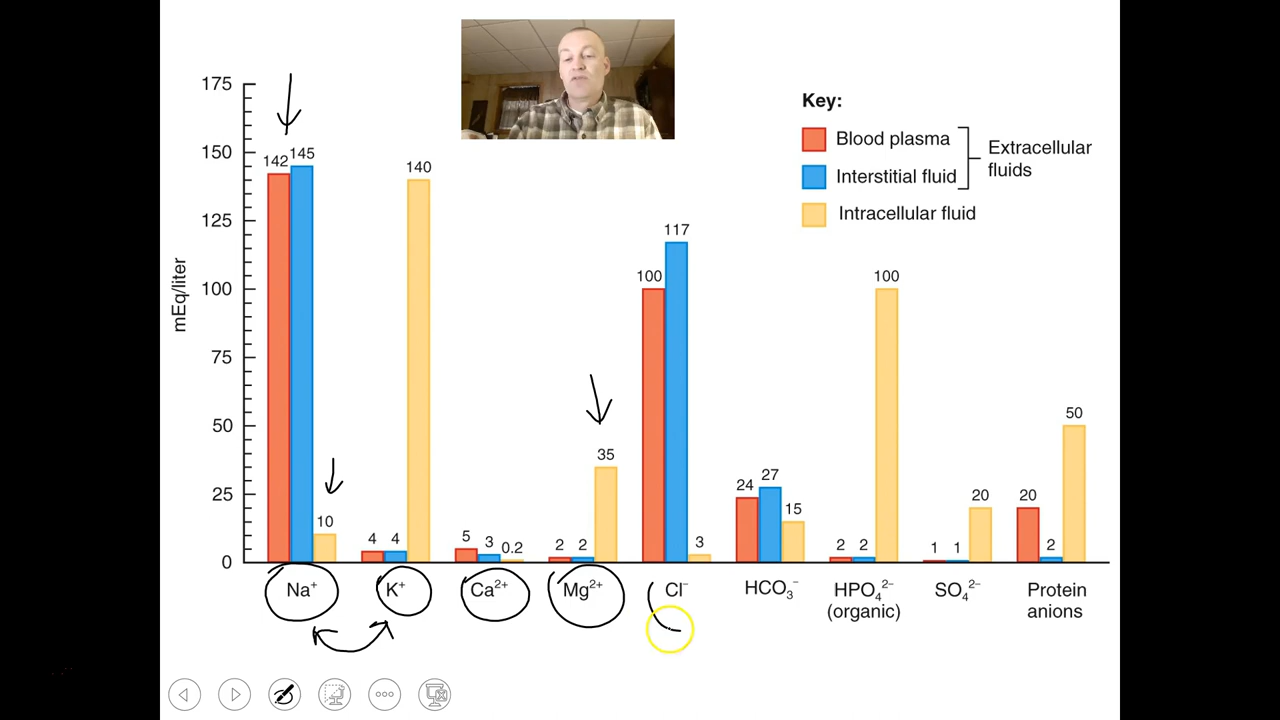 Key:
Blood plasma
Interstitial fluid
Extracellular
fluids
Intracellular fluid
mEq/liter
175
150
125
100
75
50
25
0
142 145 10
4 4 140
5 3 0.2
2 2 35
100 117 3
24 27 15
2 2 100
1 1 20
20 2 50
Na⁺ K⁺ Ca²⁺ Mg²⁺ Cl⁻ HCO₃⁻ HPO₄²⁻ SO₄²⁻ Protein
(organic) anions